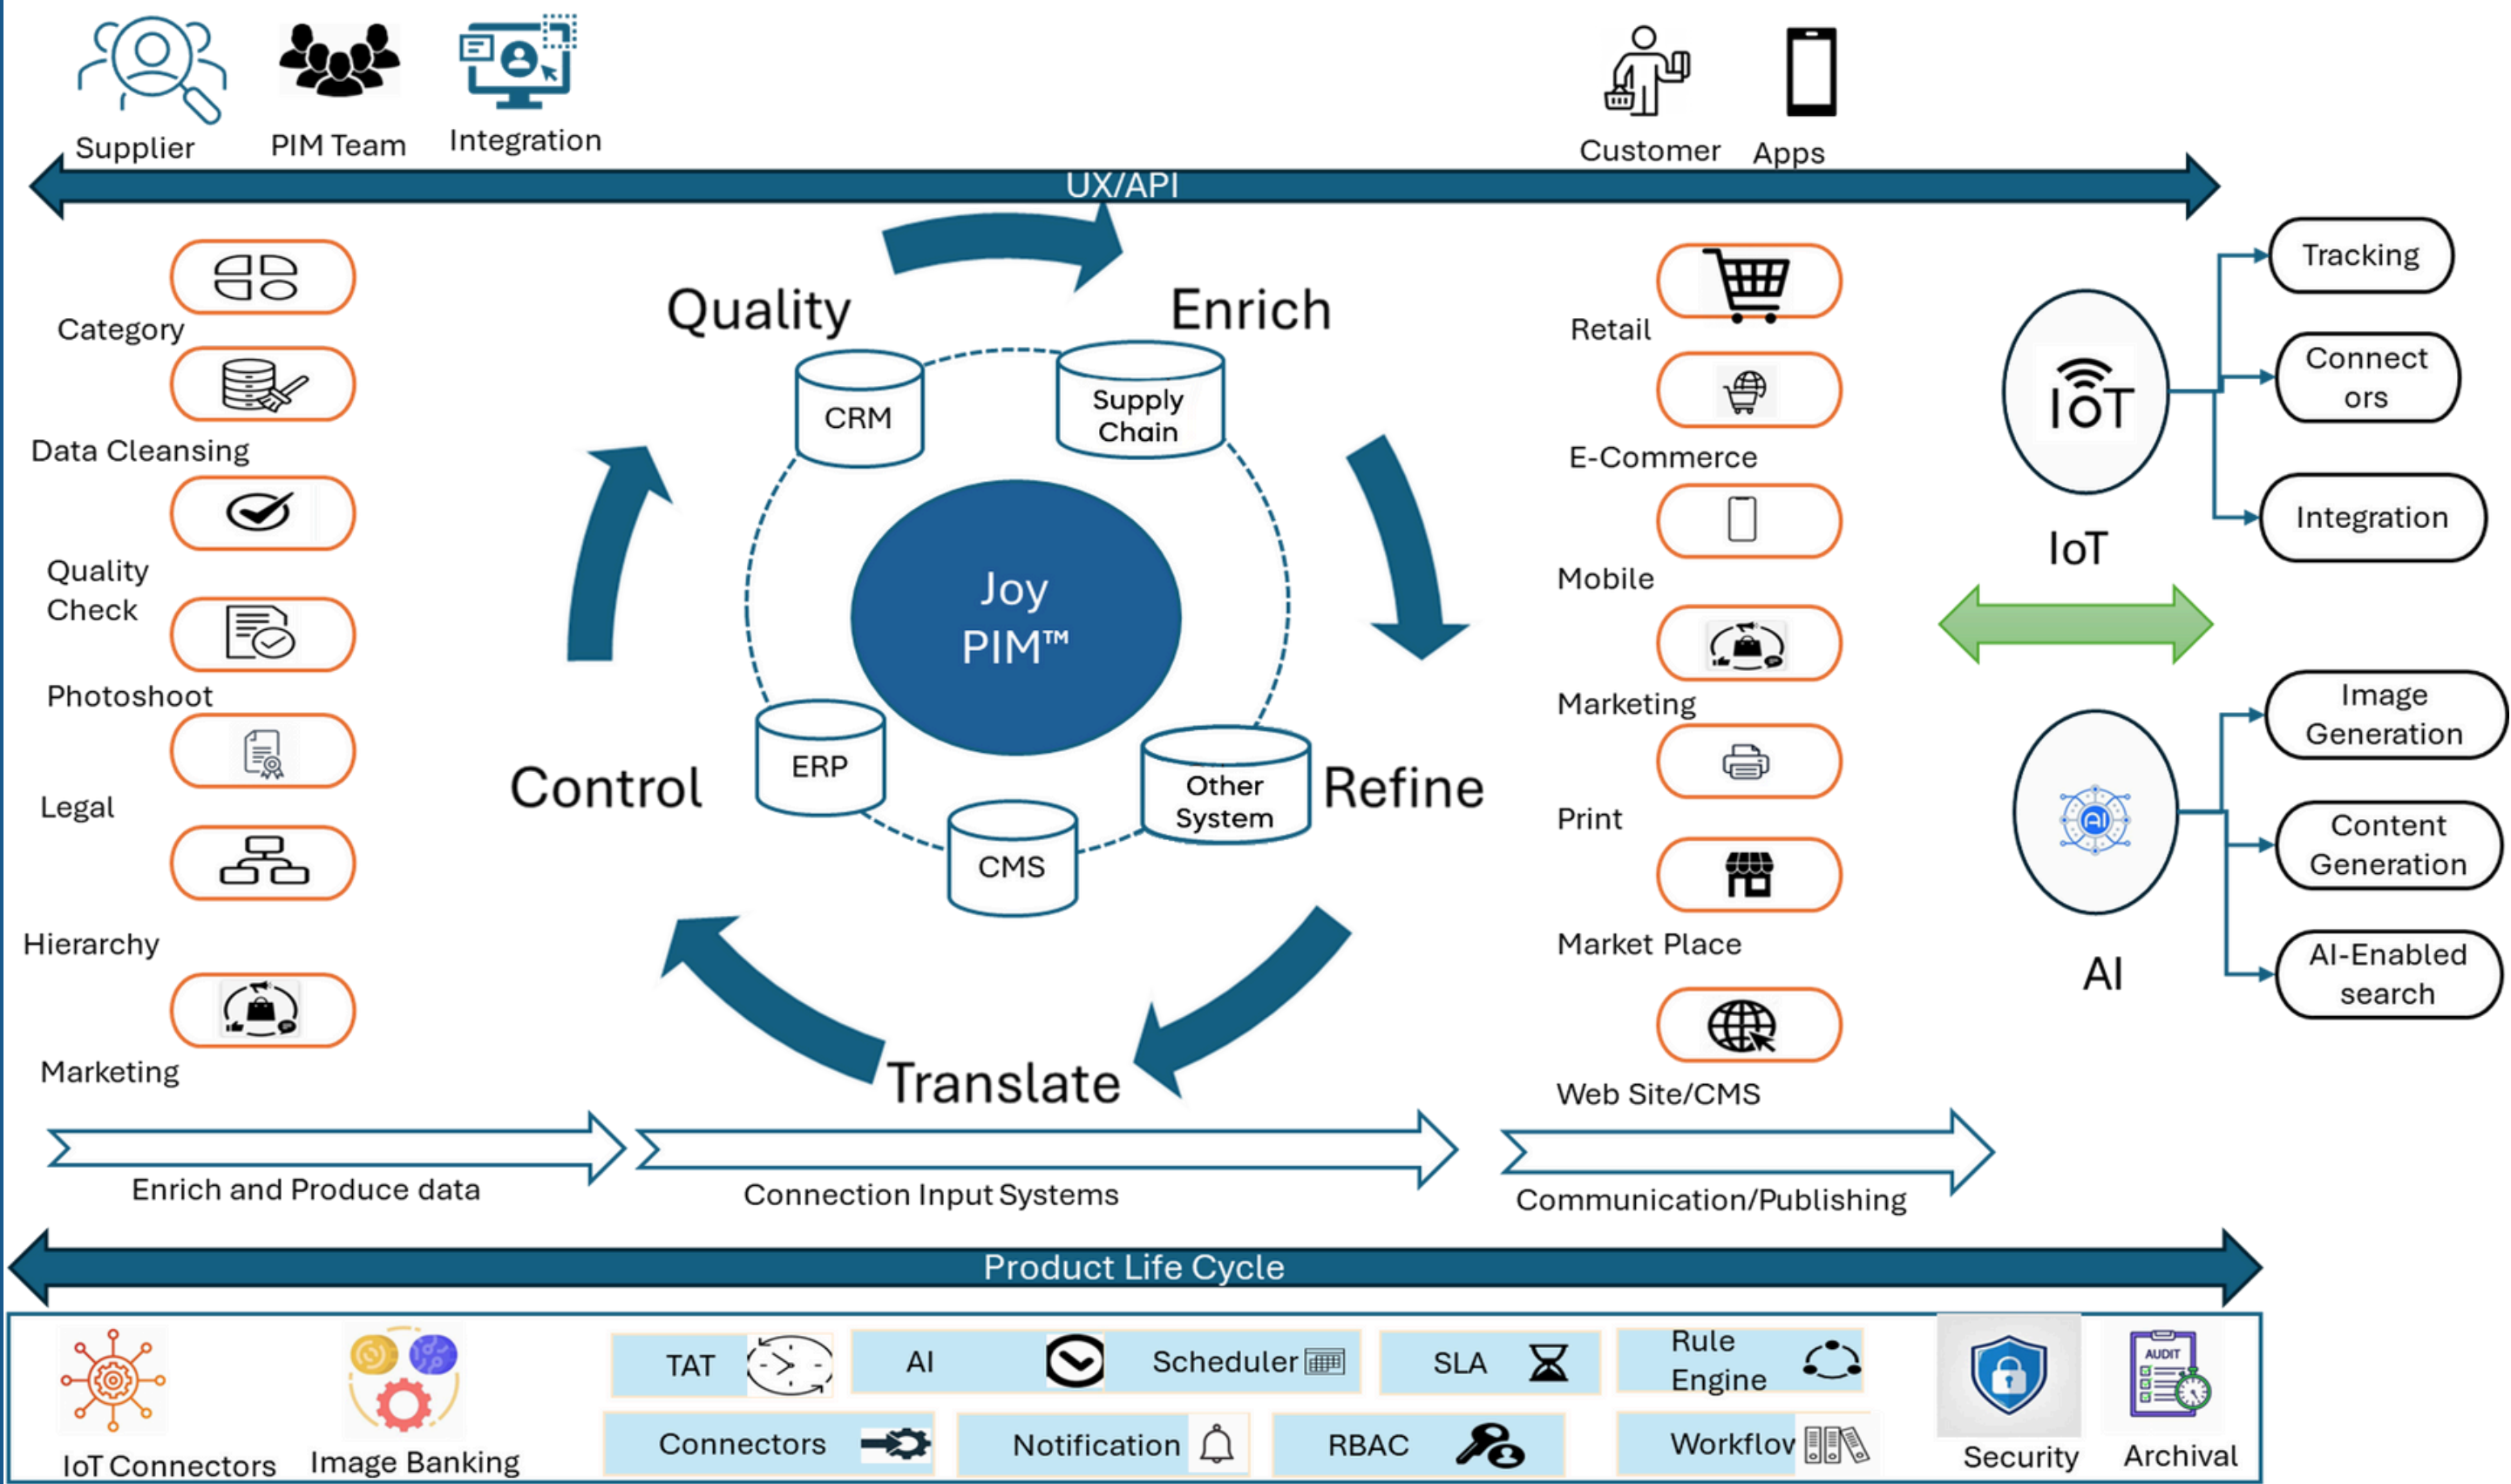 Supplier
PIM Team
Integration
Customer
Apps
UX/API
Category
Data Cleansing
Quality
Check
Photoshoot
Legal
Hierarchy
Marketing
Quality
Enrich
Refine
Translate
Control
CRM
Supply
Chain
Joy
PIM™
ERP
Other
System
CMS
Retail
E-Commerce
Mobile
Marketing
Print
Market Place
Web Site/CMS
IoT
IoT
Tracking
Connect
ors
Integration
AI
AI
Image
Generation
Content
Generation
AI-Enabled
search
Enrich and Produce data
Connection Input Systems
Communication/Publishing
Product Life Cycle
IoT Connectors
Image Banking
TAT
AI
Scheduler
SLA
Rule
Engine
Connectors
Notification
RBAC
Workflow
Security
AUDIT
Archival